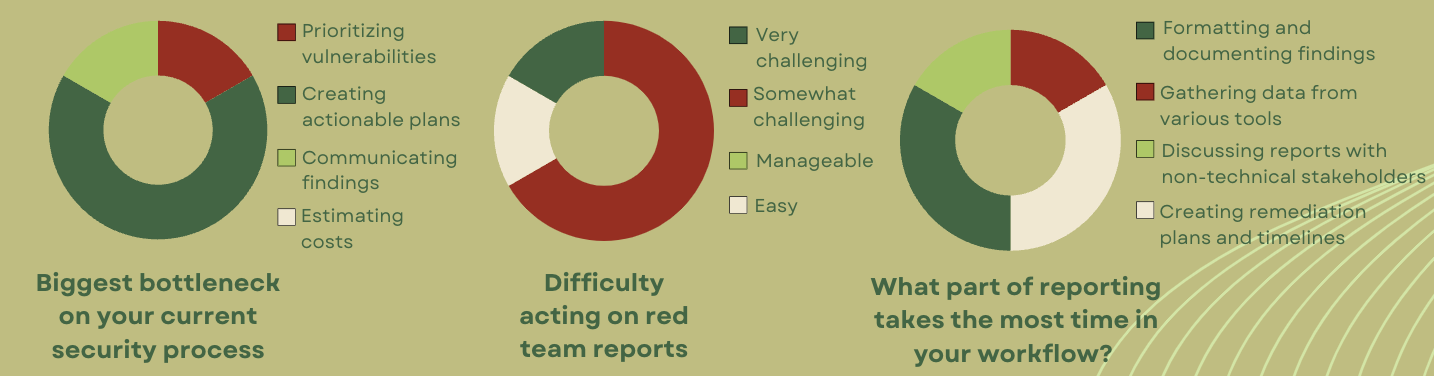 Prioritizing
vulnerabilities
Creating
actionable plans
Communicating
findings
Estimating
costs
Biggest bottleneck
on your current
security process
Very
challenging
Somewhat
challenging
Manageable
Easy
Difficulty
acting on red
team reports
Formatting and
documenting findings
Gathering data from
various tools
Discussing reports with
non-technical stakeholders
Creating remediation
plans and timelines
What part of reporting
takes the most time in
your workflow?